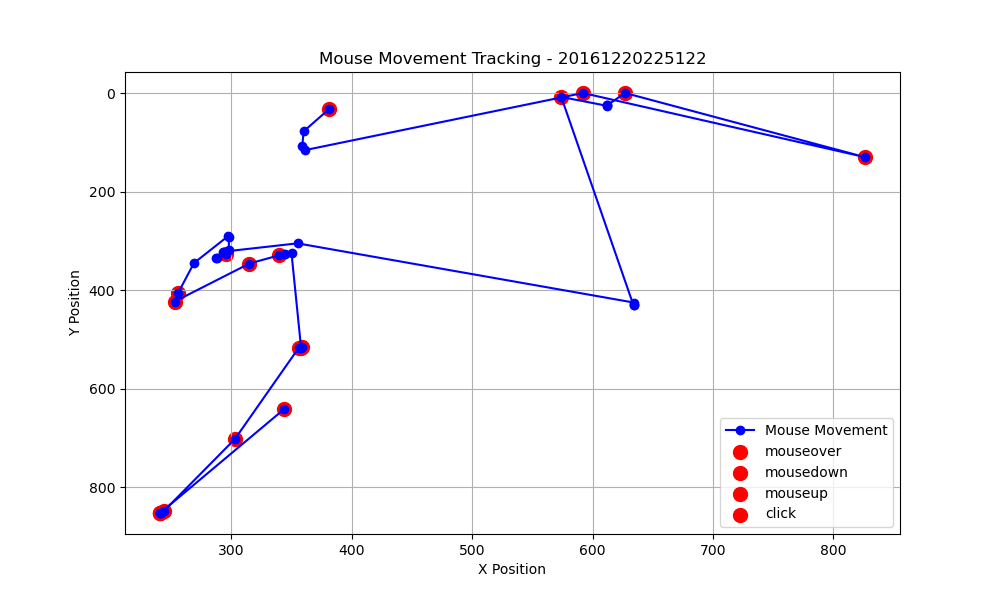 Mouse Movement Tracking - 20161220225122
Y Position
0
200
400
600
800
300
400
500
600
700
800
X Position
Mouse Movement
mouseover
mousedown
mouseup
click